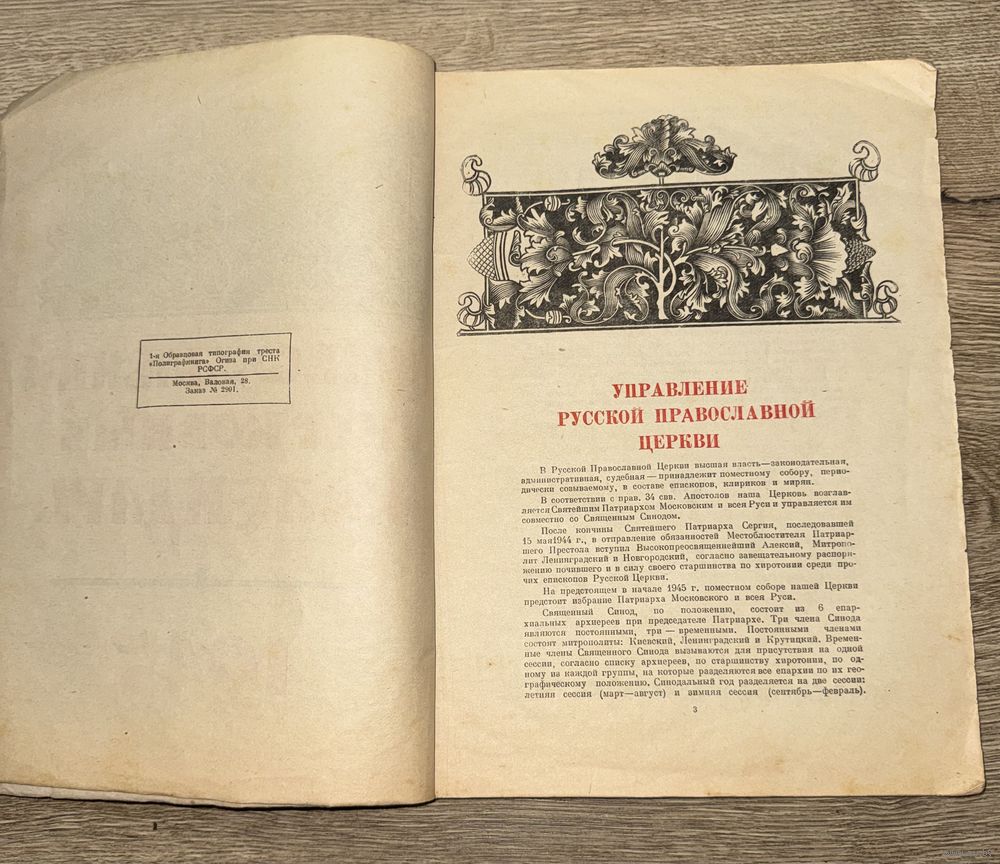 1-я Образцовая типография треста
«Полиграфкнига» Огиза при СНК
РСФСР.
Москва, Валовая, 28.
Заказ № 2901.
УПРАВЛЕНИЕ
РУССКОЙ ПРАВОСЛАВНОЙ
ЦЕРКВИ
В Русской Православной Церкви высшая власть—законодательная,
административная, судебная — принадлежит поместному собору, перио-
дически созываемому, в составе епископов, клириков и мирян.
В соответствии с прав. 34 свв. Апостолов наша Церковь возглав-
ляется Святейшим Патриархом Московским и всея Руси и управляется им
совместно со Священным Синодом.
После кончины Святейшего Патриарха Сергия, последовавшей
15 мая1944 г., в отправление обязанностей Местоблюстителя Патриар-
шего Престола вступил Высокопреосвященнейший Алексий, Митропо-
лит Ленинградский и Новгородский, согласно завещательному распоря-
жению почившего и в силу своего старшинства по хиротонии среди про-
чих епископов Русской Церкви.
На предстоящем в начале 1945 г. поместном соборе нашей Церкви
предстоит избрание Патриарха Московского и всея Руси.
Священный Синод, по положению, состоит из 6 епар-
хиальных архиереев при председателе Патриархе. Три члена Синода
являются постоянными, три — временными. Постоянными членами
состоят митрополиты: Киевский, Ленинградский и Крутицкий. Времен-
ные члены Священного Синода вызываются для присутствия на одной
сессии, согласно списку архиереев, по старшинству хиротонии, по од-
ному из каждой группы, на которые разделяются все епархии по их гео-
графическому положению. Синодальный год разделяется на две сессии:
летняя сессия (март—август) и зимняя сессия (сентябрь—февраль).
3